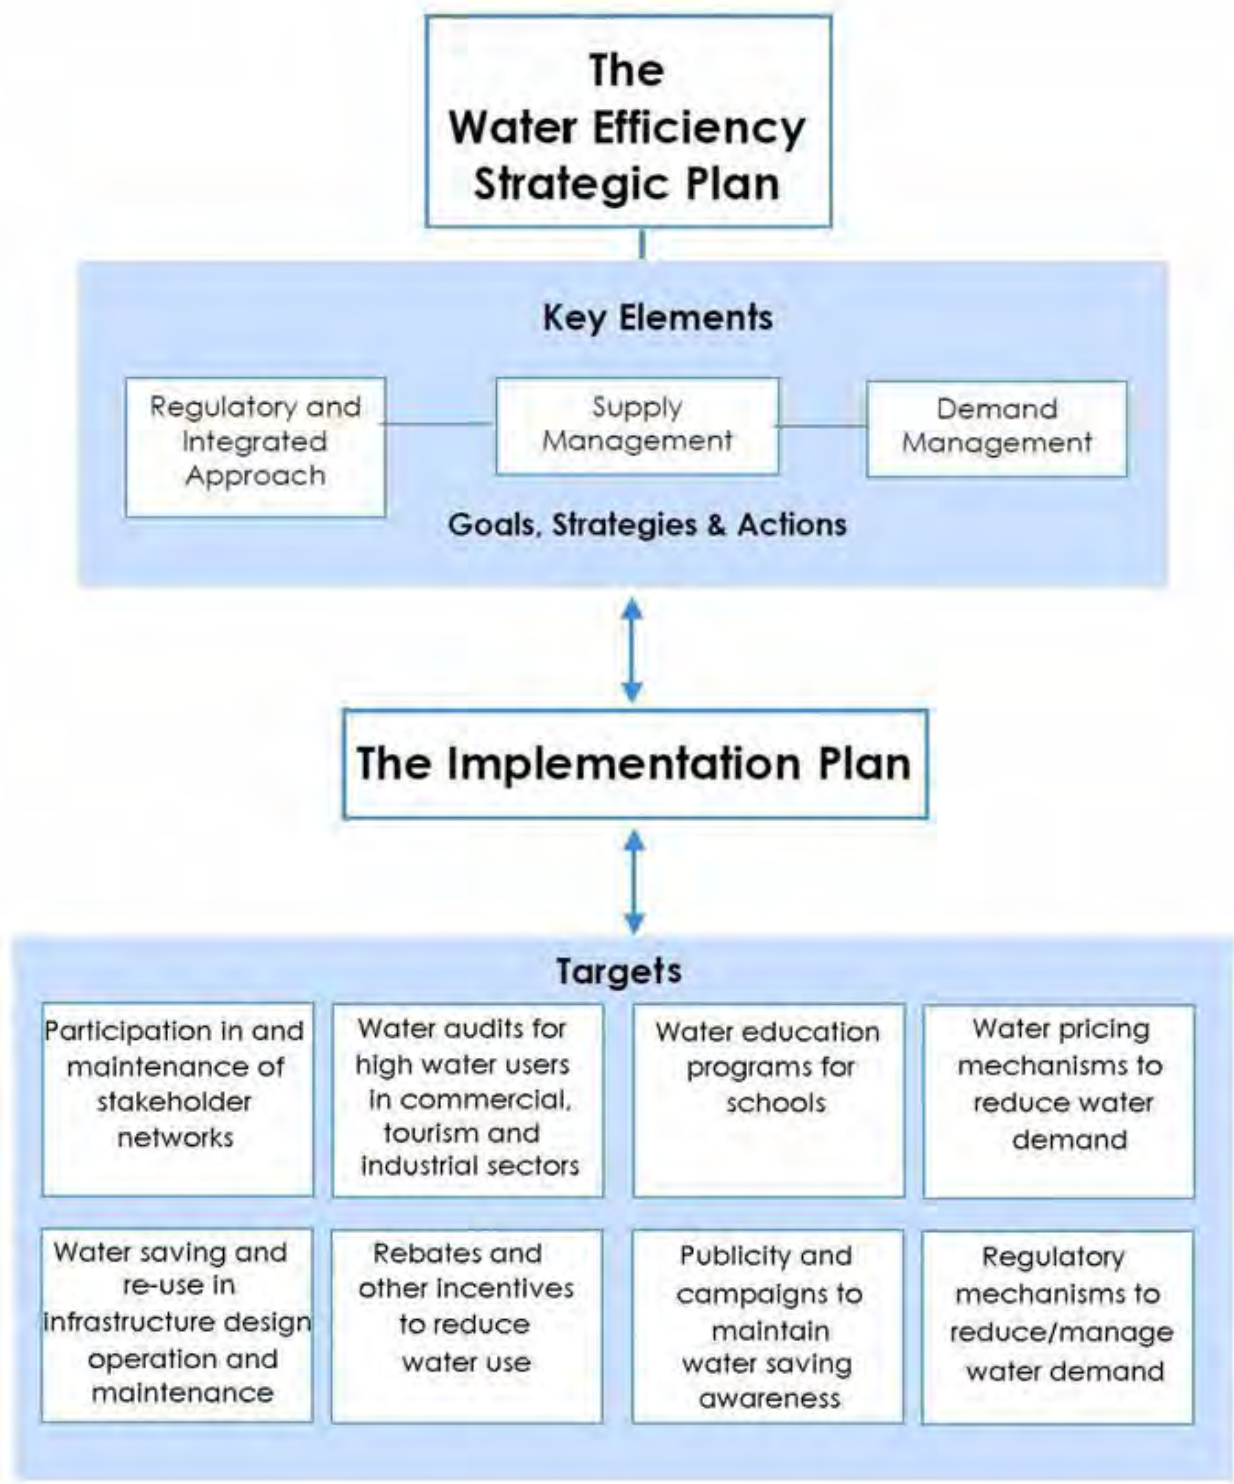 The
Water Efficiency
Strategic Plan
Key Elements
Regulatory and
Integrated
Approach
Supply
Management
Demand
Management
Goals, Strategies & Actions
The Implementation Plan
Targets
Participation in and
maintenance of
stakeholder
networks
Water audits for
high water users
in commercial,
tourism and
industrial sectors
Water education
programs for
schools
Water pricing
mechanisms to
reduce water
demand
Water saving and
re-use in
infrastructure design
operation and
maintenance
Rebates and
other incentives
to reduce
water use
Publicity and
campaigns to
maintain
water saving
awareness
Regulatory
mechanisms to
reduce/manage
water demand